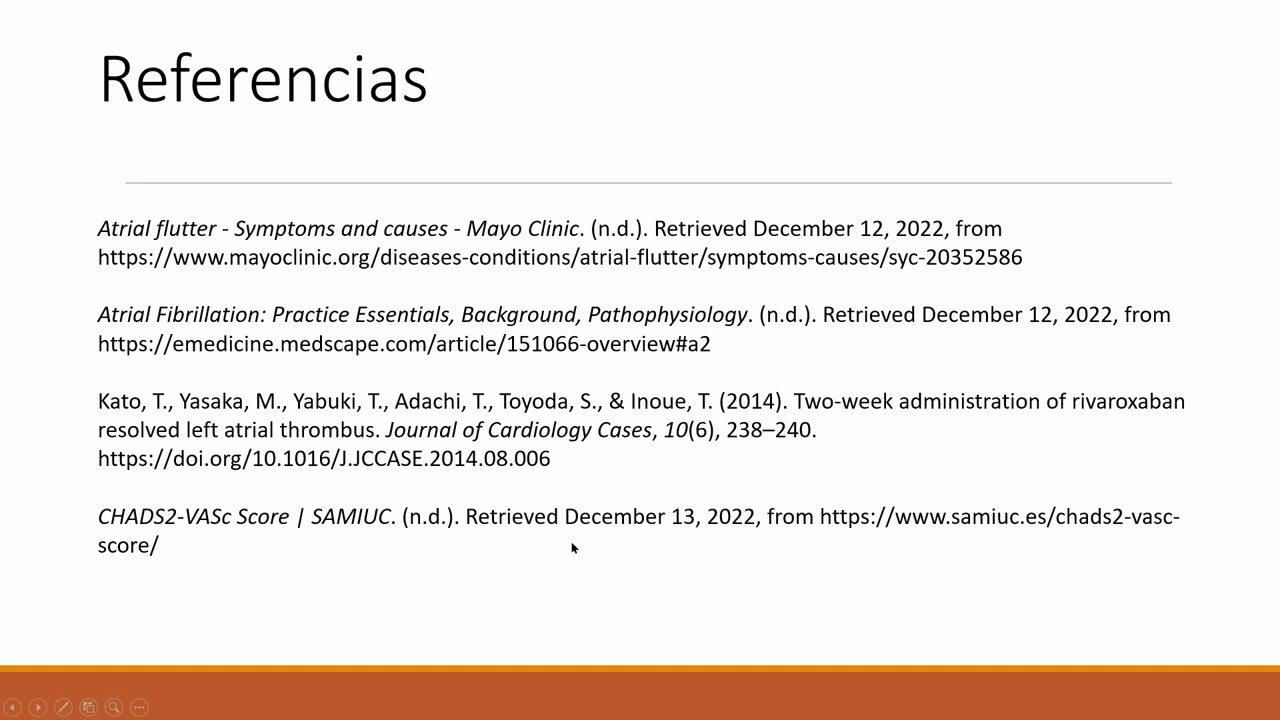 Referencias
Atrial flutter - Symptoms and causes - Mayo Clinic. (n.d.). Retrieved December 12, 2022, from
https://www.mayoclinic.org/diseases-conditions/atrial-flutter/symptoms-causes/syc-20352586
Atrial Fibrillation: Practice Essentials, Background, Pathophysiology. (n.d.). Retrieved December 12, 2022, from
https://emedicine.medscape.com/article/151066-overview#a2
Kato, T., Yasaka, M., Yabuki, T., Adachi, T., Toyoda, S., & Inoue, T. (2014). Two-week administration of rivaroxaban
resolved left atrial thrombus. Journal of Cardiology Cases, 10(6), 238–240.
https://doi.org/10.1016/J.JCCASE.2014.08.006
CHADS2-VASc Score | SAMIUC. (n.d.). Retrieved December 13, 2022, from https://www.samiuc.es/chads2-vasc-
score/